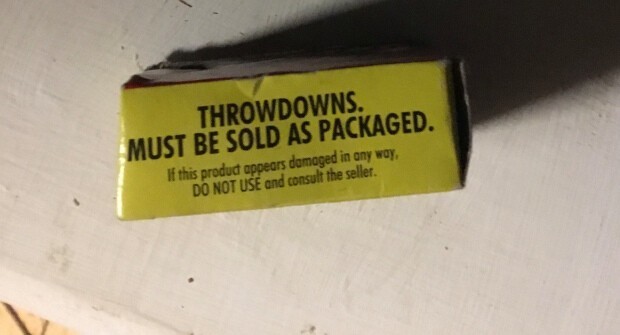 THROWDOWNS.
MUST BE SOLD AS PACKAGED.
If this product appears damaged in any way,
DO NOT USE and consult the seller.